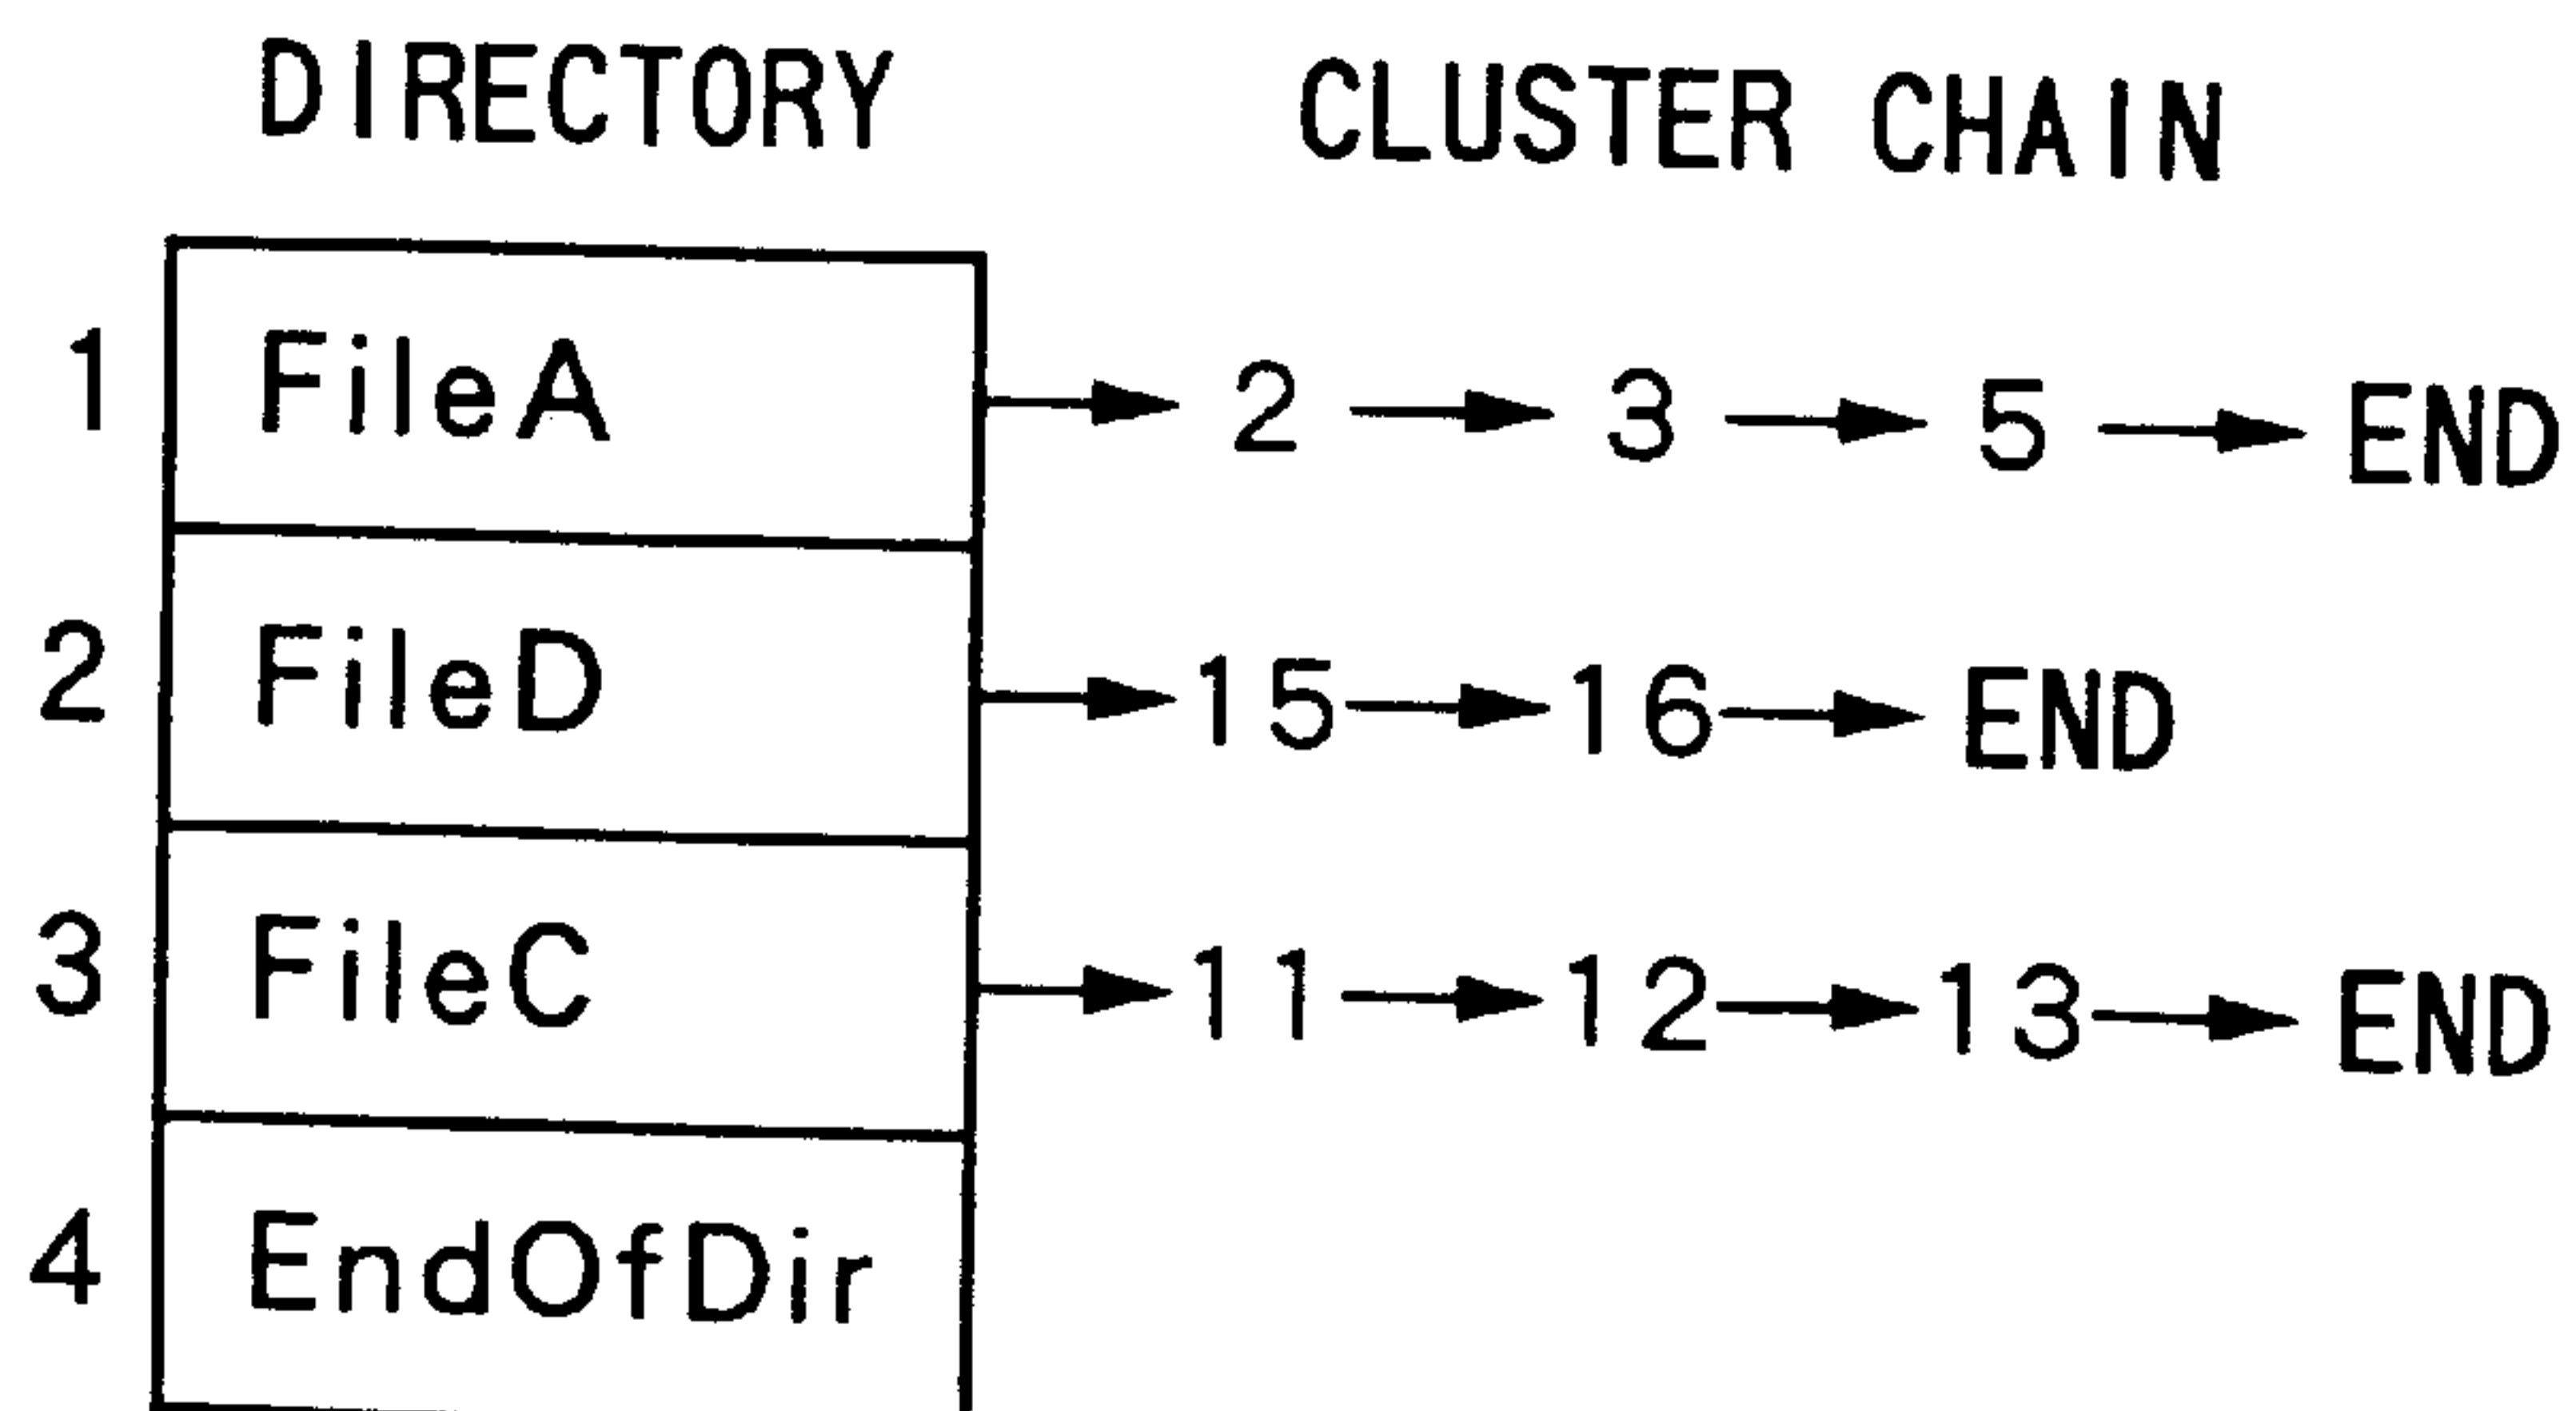 DIRECTORY CLUSTER CHAIN
1 FileA 2 3 5 END
2 FileD 15 16 END
3 FileC 11 12 13 END
4 EndOfDir